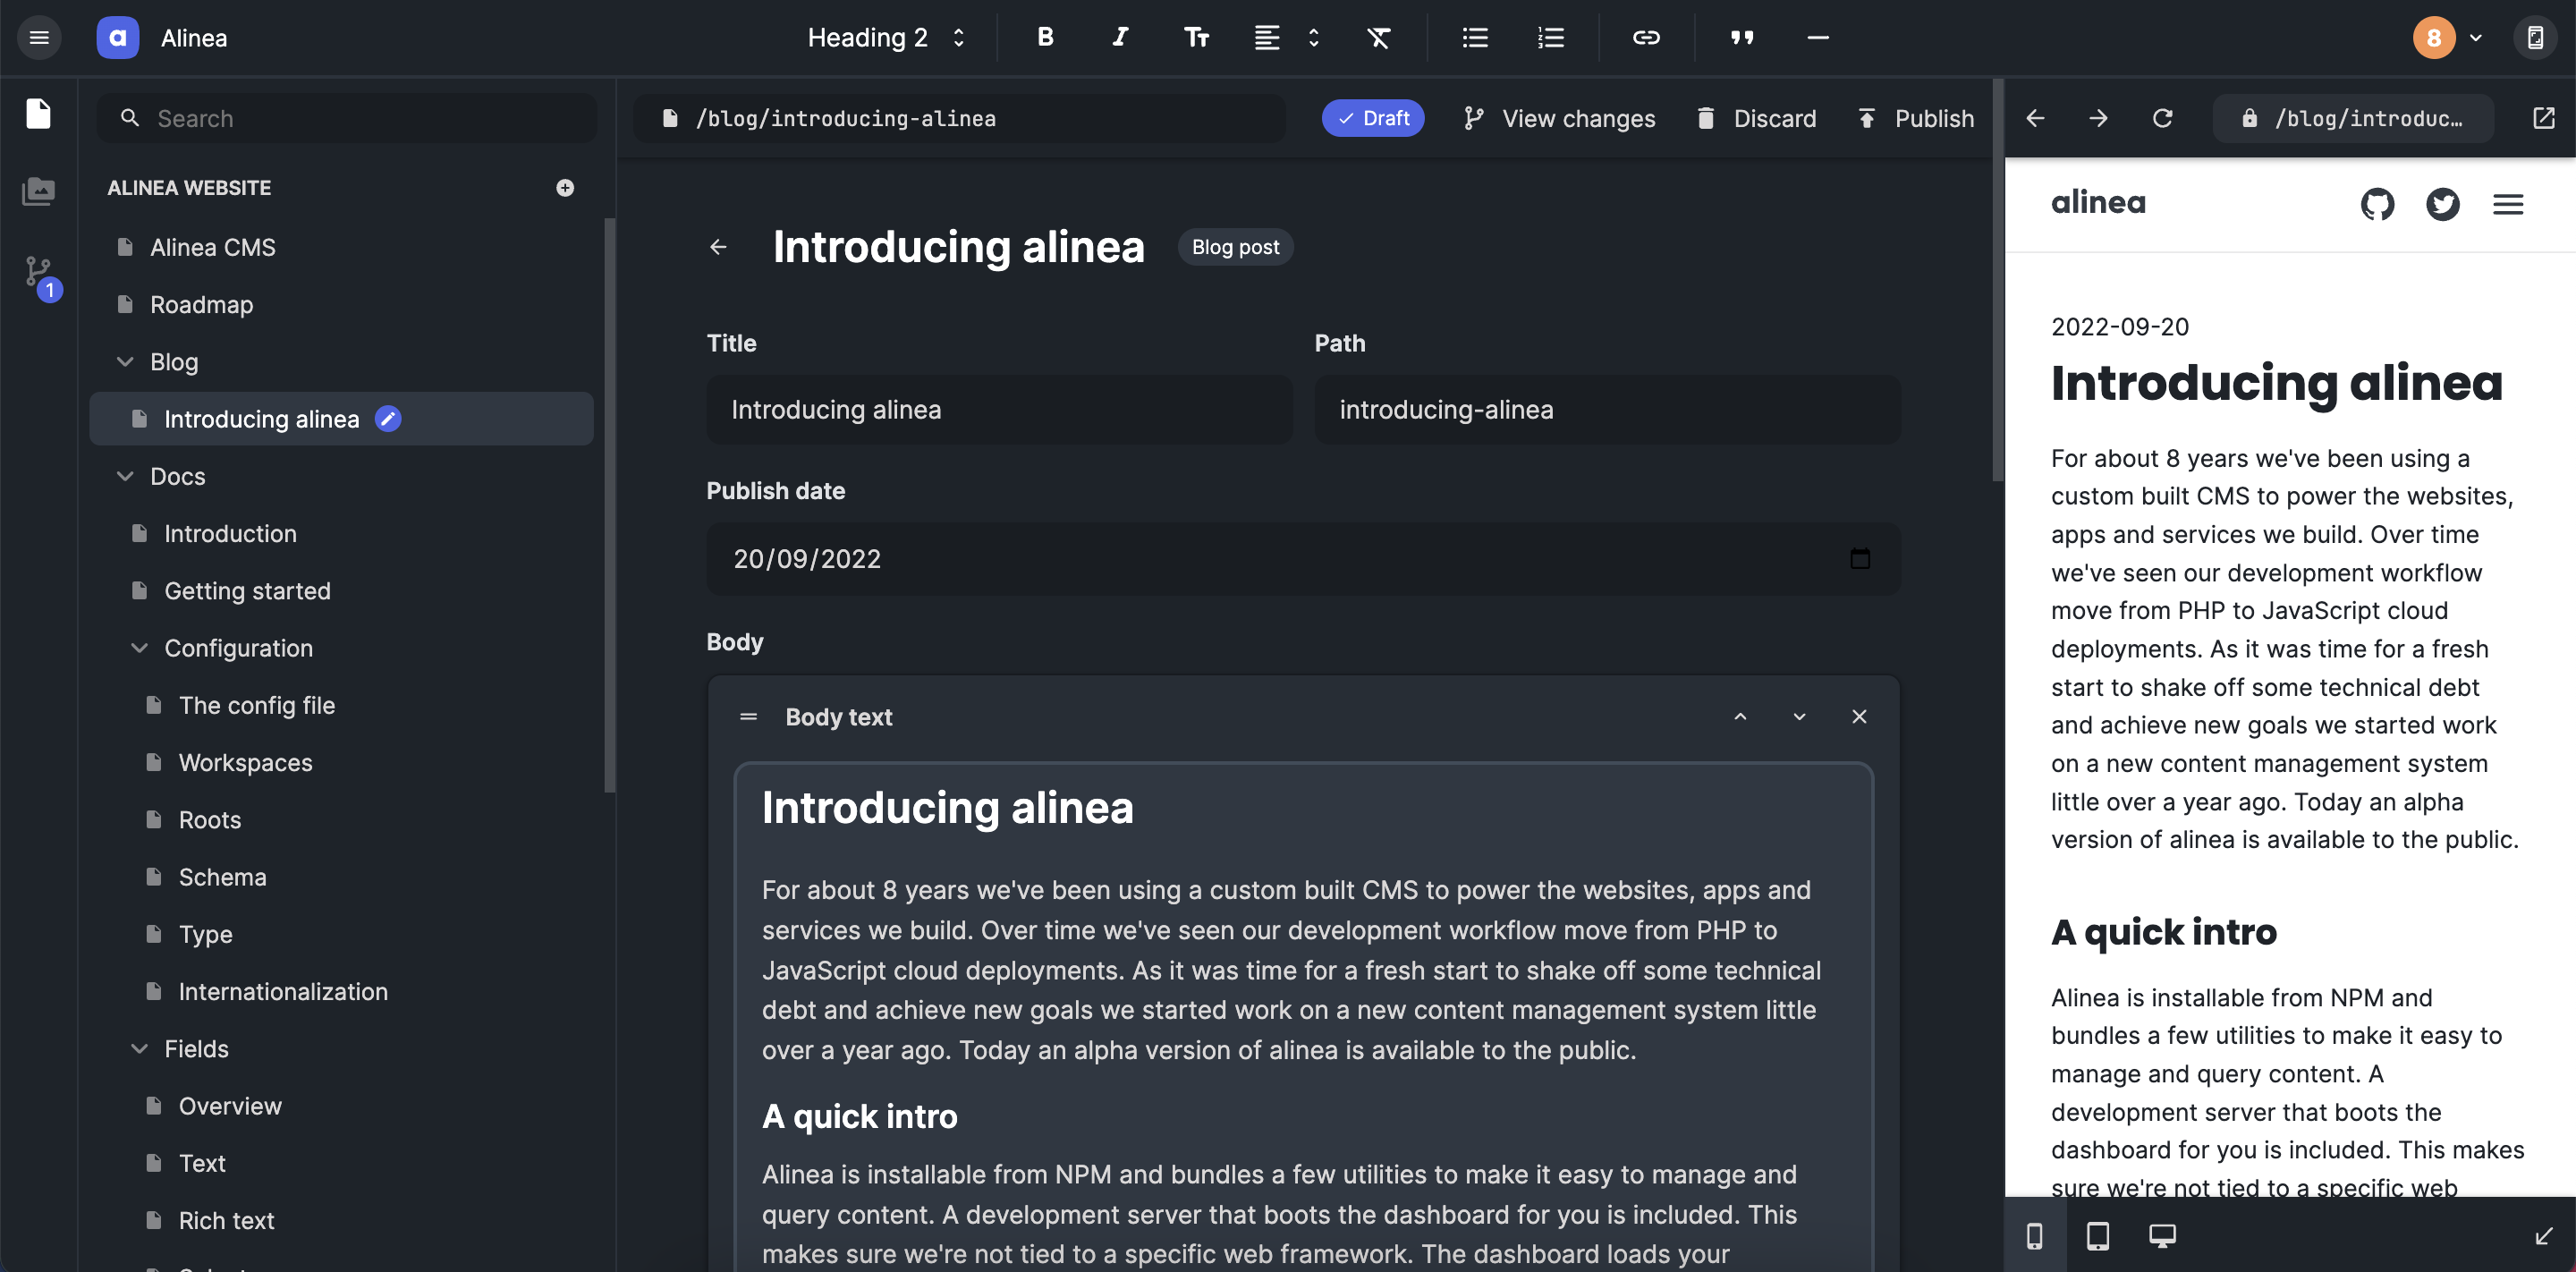 a Alinea
Heading 2
B I Tt
8
Search
ALINEA WEBSITE
Alinea CMS
Roadmap
Blog
Introducing alinea
Docs
Introduction
Getting started
Configuration
The config file
Workspaces
Roots
Schema
Type
Internationalization
Fields
Overview
Text
Rich text
1
/blog/introducing-alinea
Draft
View changes
Discard
Publish
Introducing alinea
Blog post
Title
Introducing alinea
Path
introducing-alinea
Publish date
20/09/2022
Body
Body text
Introducing alinea
For about 8 years we've been using a custom built CMS to power the websites, apps and
services we build. Over time we've seen our development workflow move from PHP to
JavaScript cloud deployments. As it was time for a fresh start to shake off some technical
debt and achieve new goals we started work on a new content management system little
over a year ago. Today an alpha version of alinea is available to the public.
A quick intro
Alinea is installable from NPM and bundles a few utilities to make it easy to manage and
query content. A development server that boots the dashboard for you is included. This
makes sure we're not tied to a specific web framework. The dashboard loads your
/blog/introduc…
alinea
2022-09-20
Introducing alinea
For about 8 years we've been using a
custom built CMS to power the websites,
apps and services we build. Over time
we've seen our development workflow
move from PHP to JavaScript cloud
deployments. As it was time for a fresh
start to shake off some technical debt
and achieve new goals we started work
on a new content management system
little over a year ago. Today an alpha
version of alinea is available to the public.
A quick intro
Alinea is installable from NPM and
bundles a few utilities to make it easy to
manage and query content. A
development server that boots the
dashboard for you is included. This makes
sure we're not tied to a specific web